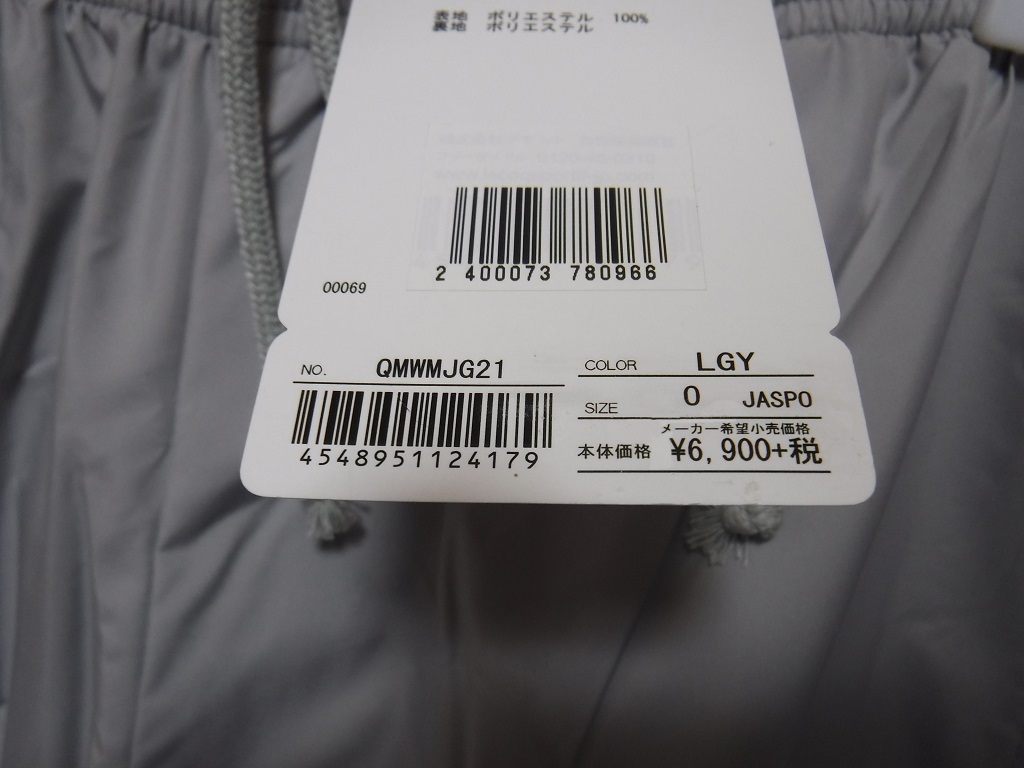 表地 ポリエステル 100%
裏地 ポリエステル
2 400073 780966
00069
NO. QMWMJG21
4548951124179
COLOR LGY
SIZE 0 JASPO
メーカー希望小売価格
本体価格 ¥6,900+税